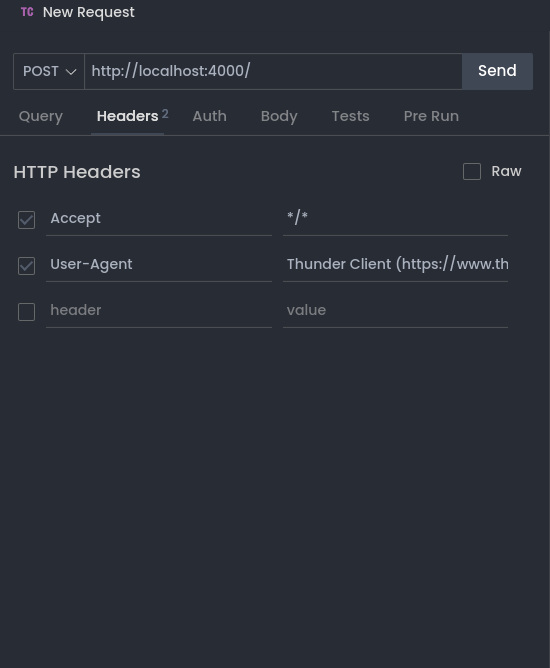 TC New Request
POST http://localhost:4000/ Send
Query Headers 2 Auth Body Tests Pre Run
HTTP Headers Raw
Accept */*
User-Agent Thunder Client (https://www.th
header value